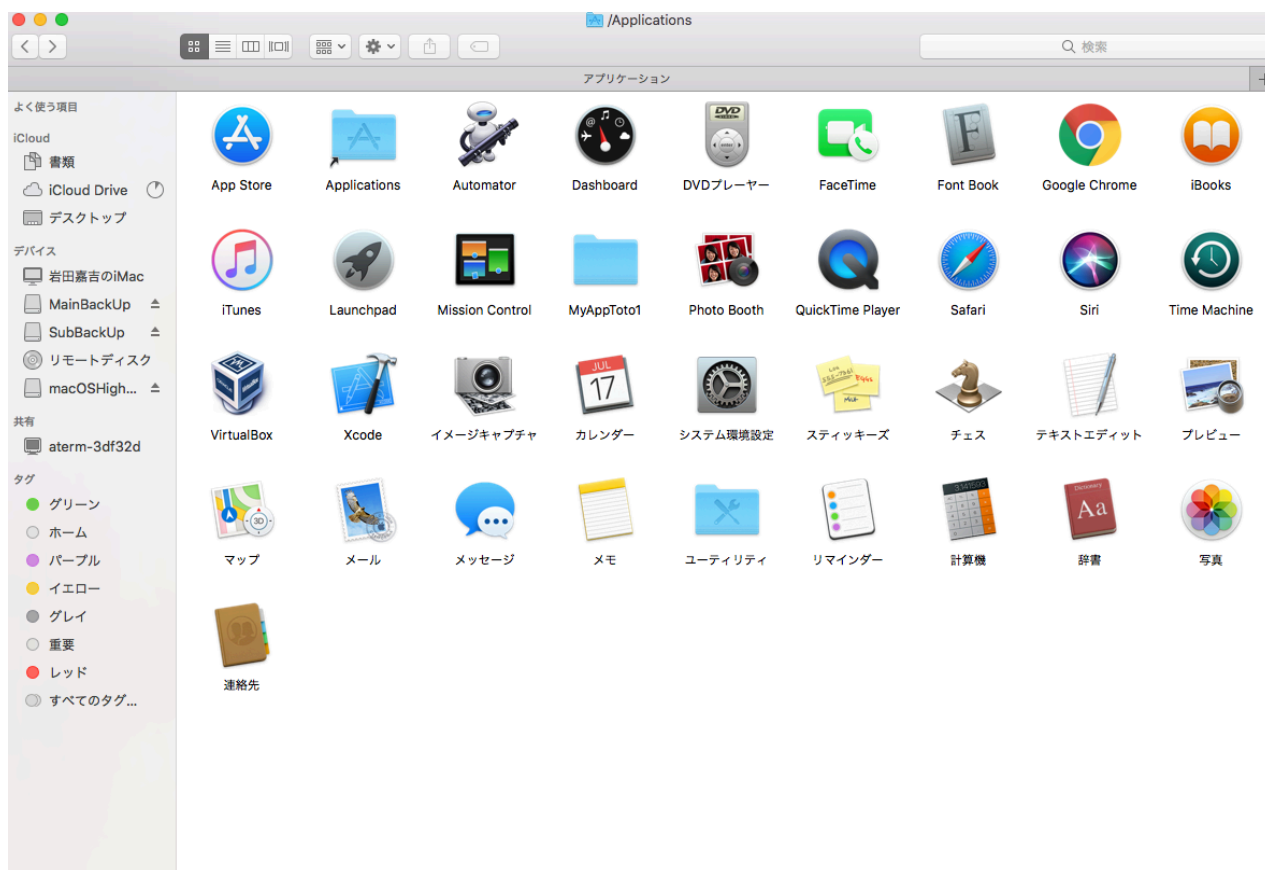 /Applications
検索
アプリケーション
よく使う項目
iCloud
書類
iCloud Drive
デスクトップ
デバイス
岩田嘉吉のiMac
MainBackUp
SubBackUp
リモートディスク
macOSHigh...
共有
aterm-3df32d
タグ
グリーン
ホーム
パープル
イエロー
グレイ
重要
レッド
すべてのタグ...
App Store
Applications
Automator
Dashboard
DVD
DVDプレーヤー
FaceTime
F
Font Book
Google Chrome
iBooks
iTunes
Launchpad
Mission Control
MyAppToto1
Photo Booth
QuickTime Player
Safari
Siri
Time Machine
VirtualBox
Xcode
イメージキャプチャ
JUL
17
カレンダー
システム環境設定
スティッキーズ
チェス
テキストエディット
プレビュー
3D
マップ
メール
メッセージ
メモ
ユーティリティ
リマインダー
計算機
Dictionary
Aa
辞書
写真
連絡先